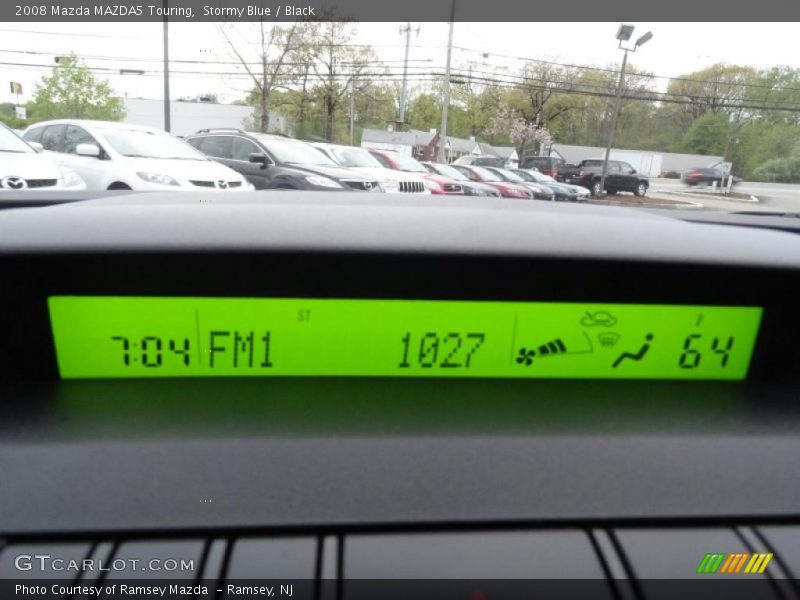 2008 Mazda MAZDA5 Touring,  Stormy Blue / Black
ST
F
7:04 FM1 1027 64
GTCARLOT.COM
Photo Courtesy of Ramsey Mazda  - Ramsey, NJ